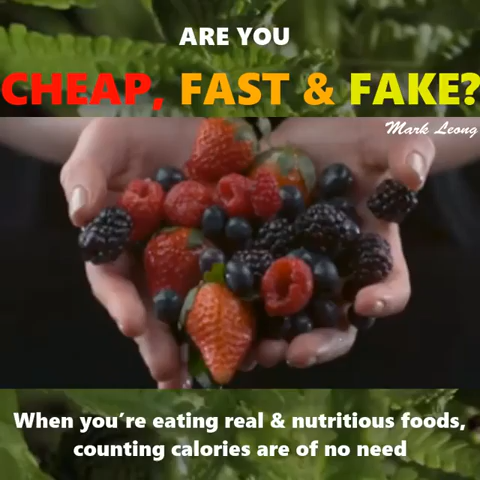 ARE YOU
CHEAP, FAST & FAKE?
Mark Leong
When you're eating real & nutritious foods,
counting calories are of no need